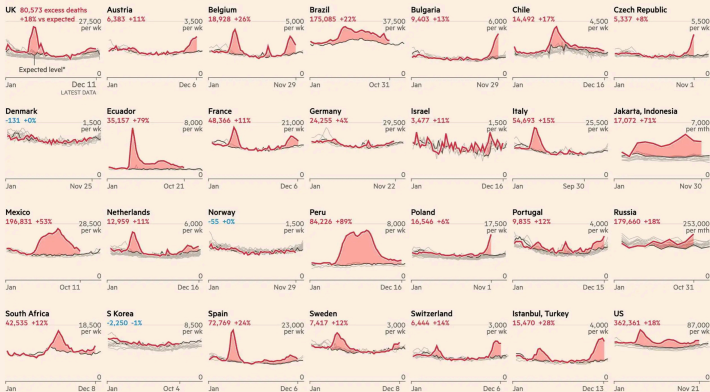 UK 80,573 excess deaths
+18% vs expected
27,500
per wk
Expected level*
0
Jan
Dec 11
LATEST DATA
Austria
6,383 +11%
3,500
per wk
0
Jan
Dec 6
Belgium
18,928 +26%
5,000
per wk
0
Jan
Nov 29
Brazil
175,085 +22%
37,500
per wk
0
Jan
Oct 31
Bulgaria
9,403 +13%
6,000
per wk
0
Jan
Nov 29
Chile
14,492 +17%
4,500
per wk
0
Jan
Dec 16
Czech Republic
5,337 +8%
5,500
per wk
0
Jan
Nov 1
Denmark
-131 +0%
1,500
per wk
0
Jan
Nov 25
Ecuador
35,157 +79%
8,000
per wk
0
Jan
Oct 21
France
48,366 +11%
21,000
per wk
0
Jan
Dec 6
Germany
24,255 +4%
29,500
per wk
0
Jan
Nov 22
Israel
3,477 +11%
1,500
per wk
0
Jan
Dec 16
Italy
54,693 +15%
25,500
per wk
0
Jan
Sep 30
Jakarta, Indonesia
17,072 +71%
7,000
per mth
0
Jan
Nov 30
Mexico
196,831 +53%
28,500
per wk
0
Jan
Oct 11
Netherlands
12,959 +11%
6,000
per wk
0
Jan
Dec 16
Norway
-55 +0%
1,500
per wk
0
Jan
Nov 29
Peru
84,226 +89%
8,000
per wk
0
Jan
Dec 16
Poland
16,546 +6%
17,500
per wk
0
Jan
Nov 1
Portugal
9,835 +12%
4,000
per wk
0
Jan
Dec 15
Russia
179,660 +18%
253,000
per mth
0
Jan
Oct 31
South Africa
42,535 +12%
18,500
per wk
0
Jan
Dec 8
S Korea
-2,250 -1%
8,500
per wk
0
Jan
Oct 4
Spain
72,769 +24%
23,000
per wk
0
Jan
Dec 6
Sweden
7,417 +12%
3,000
per wk
0
Jan
Dec 8
Switzerland
6,444 +14%
3,000
per wk
0
Jan
Dec 6
Istanbul, Turkey
15,470 +28%
4,000
per wk
0
Jan
Dec 13
US
362,361 +18%
87,000
per wk
0
Jan
Nov 21